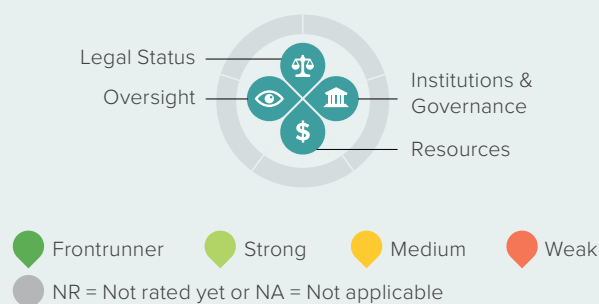 Legal Status
Oversight
Institutions &
Governance
$
Resources
Frontrunner
Strong
Medium
Weak
NR = Not rated yet or NA = Not applicable